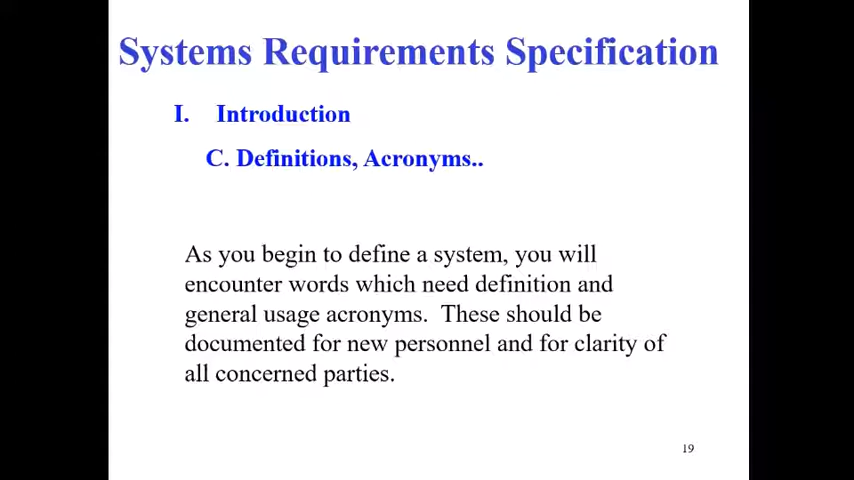 Systems Requirements Specification
I. Introduction
C. Definitions, Acronyms..
As you begin to define a system, you will
encounter words which need definition and
general usage acronyms. These should be
documented for new personnel and for clarity of
all concerned parties.
19